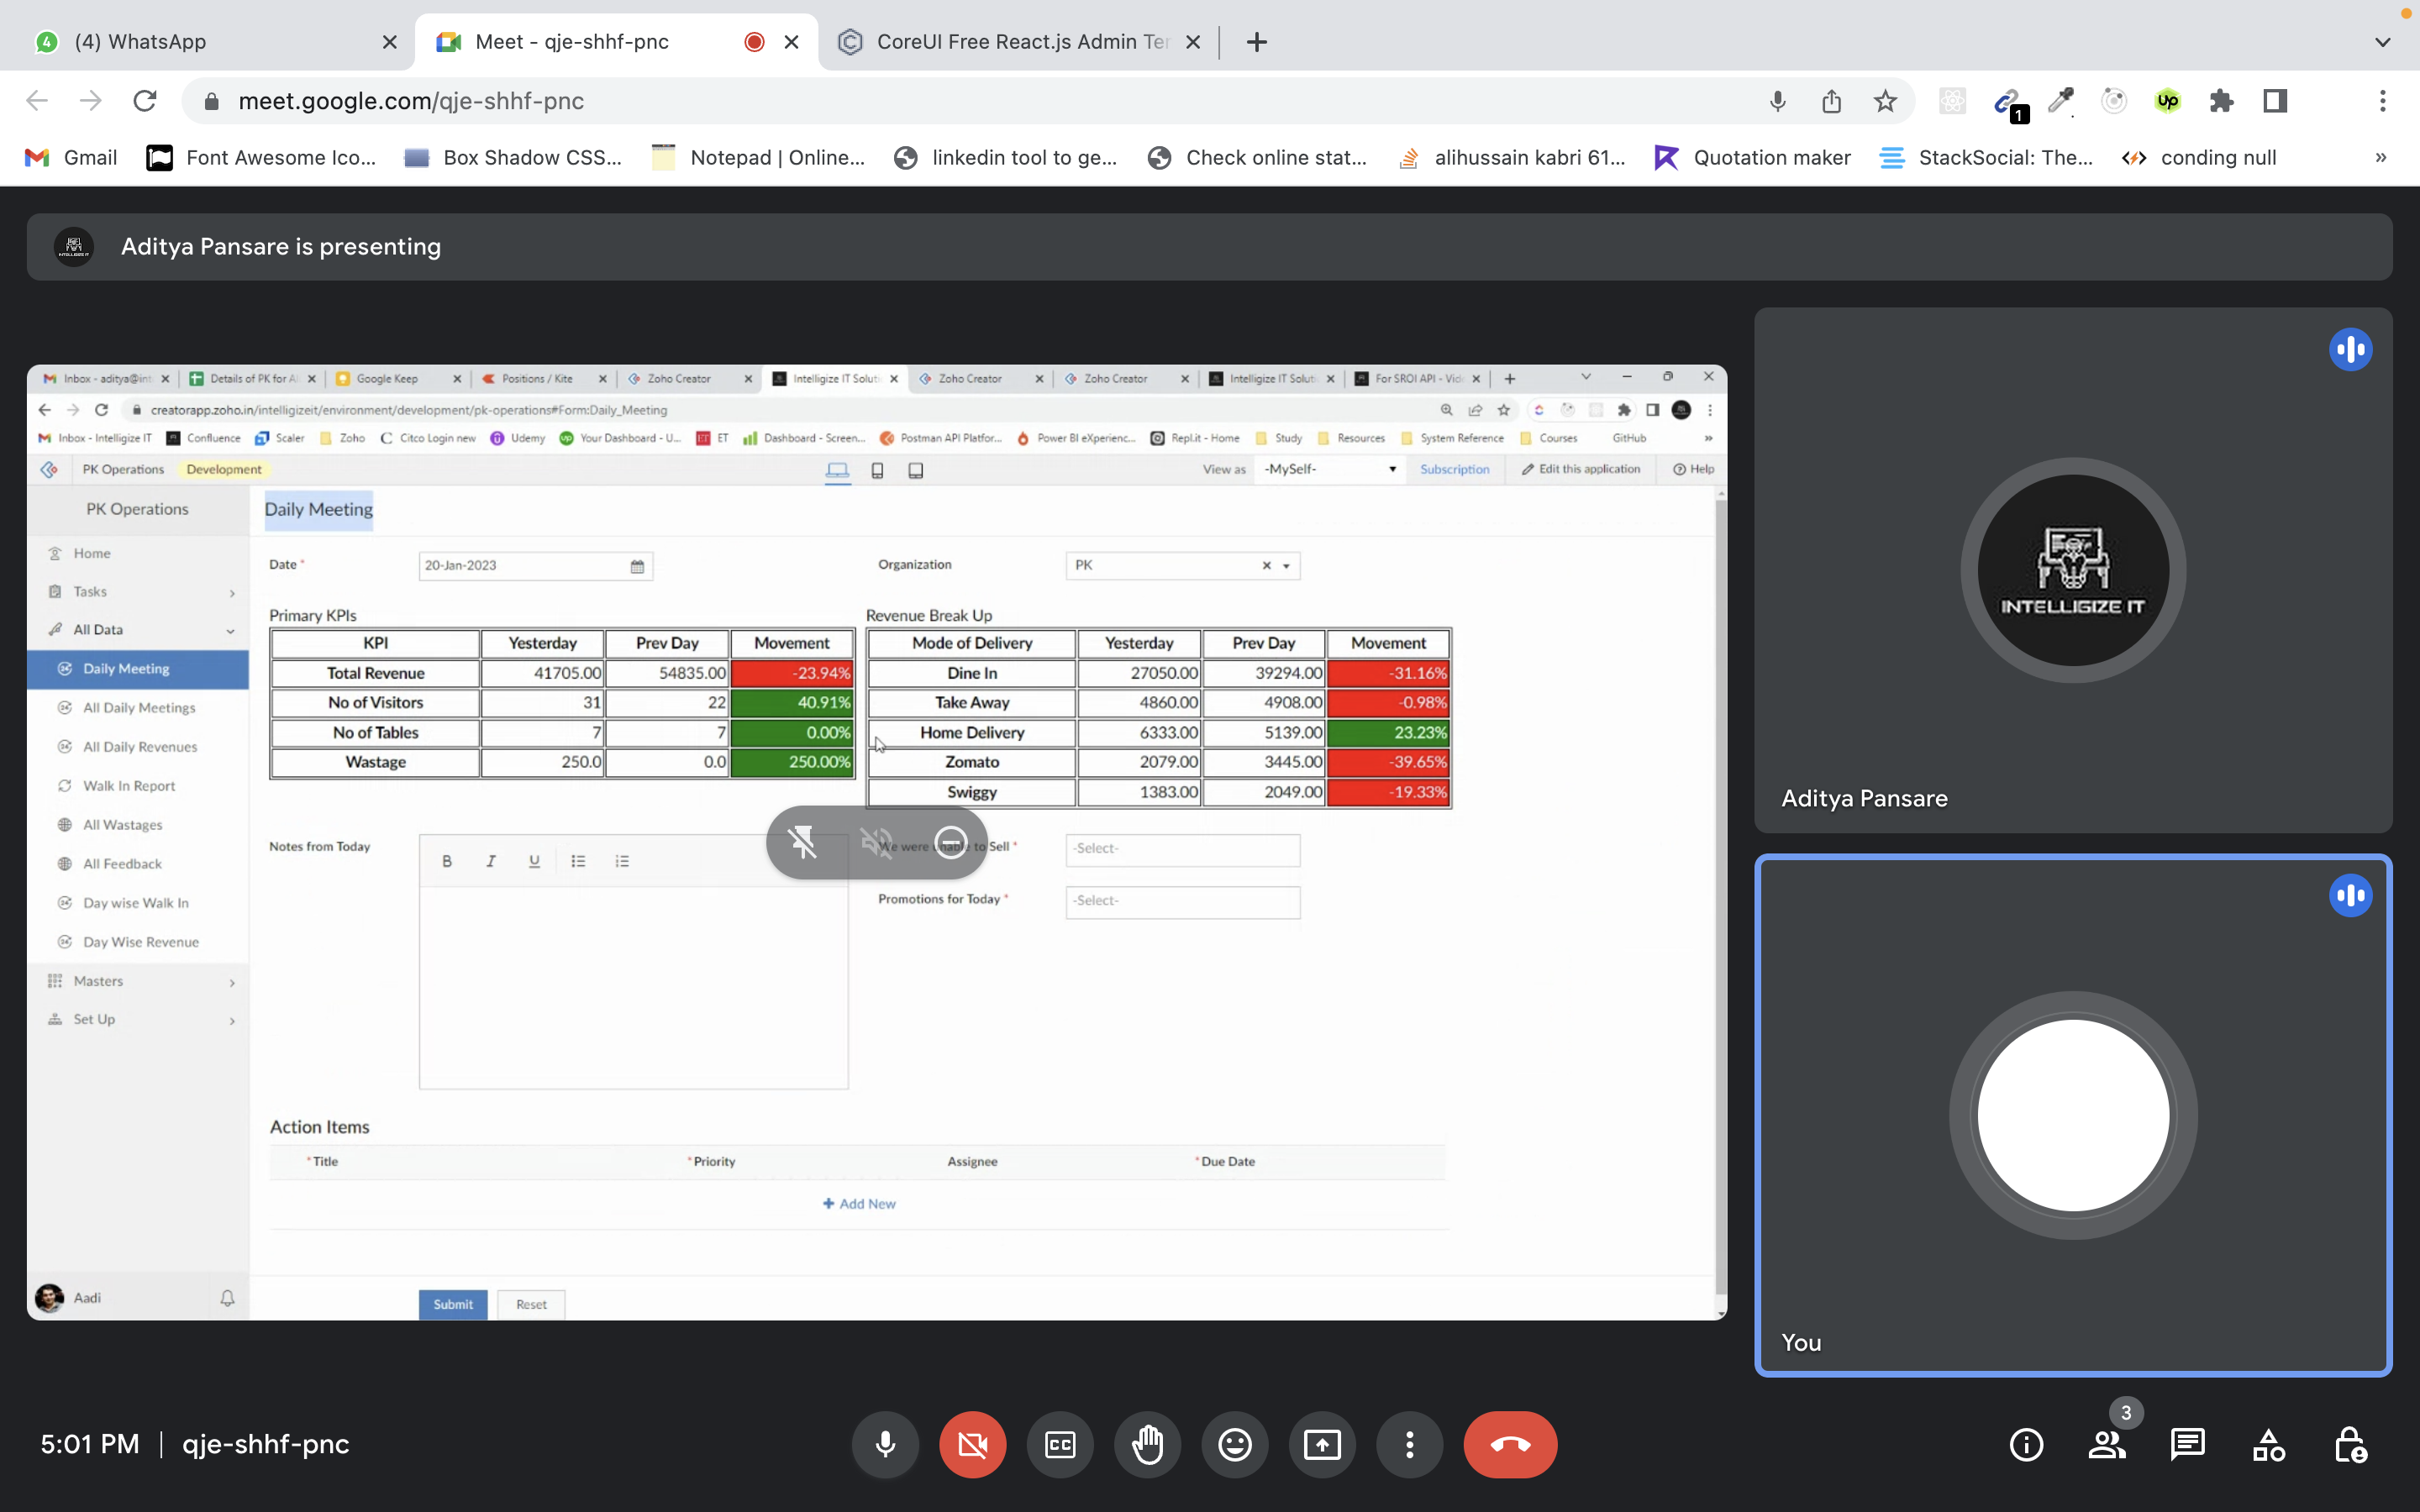 (4) WhatsApp
Meet - qje-shhf-pnc
CoreUI Free React.js Admin Ter
meet.google.com/qje-shhf-pnc
1
Gmail
Font Awesome Ico...
Box Shadow CSS...
Notepad | Online...
linkedin tool to ge...
Check online stat...
alihussain kabri 61...
Quotation maker
StackSocial: The...
conding null
»
Aditya Pansare is presenting
Inbox - aditya@int
Details of PK for Al
Google Keep
Positions / Kite
Zoho Creator
Intelligize IT Soluti
Zoho Creator
Zoho Creator
Intelligize IT Soluti
For SROI API - Vid
creatorapp.zoho.in/intelligizeit/environment/development/pk-operations#Form:Daily_Meeting
Inbox - Intelligize IT
Confluence
Scaler
Zoho
Citco Login new
Udemy
Your Dashboard - U...
ET
Dashboard - Screen...
Postman API Platfor...
Power BI eXperienc...
Repl.it - Home
Study
Resources
System Reference
Courses
GitHub
»
PK Operations Development
View as -MySelf- Subscription Edit this application Help
PK Operations
Home
Tasks
All Data
Daily Meeting
All Daily Meetings
All Daily Revenues
Walk In Report
All Wastages
All Feedback
Day wise Walk In
Day Wise Revenue
Masters
Set Up
Aadi
Daily Meeting
Date * 20-Jan-2023
Organization PK
Primary KPIs
KPI Yesterday Prev Day Movement
Total Revenue 41705.00 54835.00 -23.94%
No of Visitors 31 22 40.91%
No of Tables 7 7 0.00%
Wastage 250.0 0.0 250.00%
Revenue Break Up
Mode of Delivery Yesterday Prev Day Movement
Dine In 27050.00 39294.00 -31.16%
Take Away 4860.00 4908.00 -0.98%
Home Delivery 6333.00 5139.00 23.23%
Zomato 2079.00 3445.00 -39.65%
Swiggy 1383.00 2049.00 -19.33%
Notes from Today
B I U
We were unable to Sell * -Select-
Promotions for Today * -Select-
Action Items
* Title * Priority Assignee * Due Date
+ Add New
Submit Reset
INTELLIGIZE IT
Aditya Pansare
You
5:01 PM | qje-shhf-pnc
CC
3